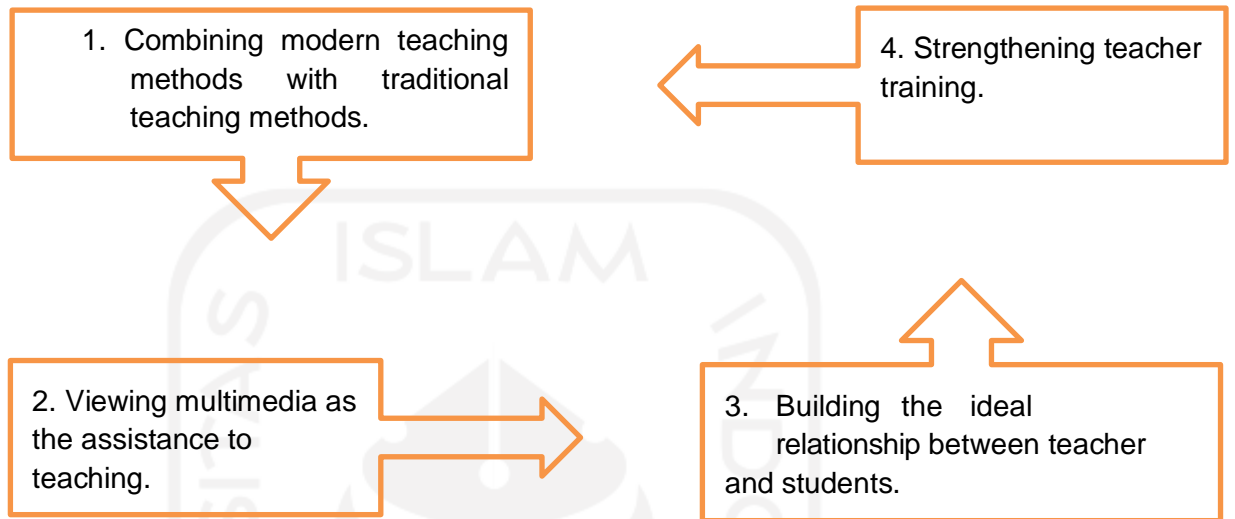 1. Combining modern teaching
methods with traditional
teaching methods.
4. Strengthening teacher
training.
ISLAM
2. Viewing multimedia as
the assistance to
teaching.
3. Building the ideal
relationship between teacher
and students.